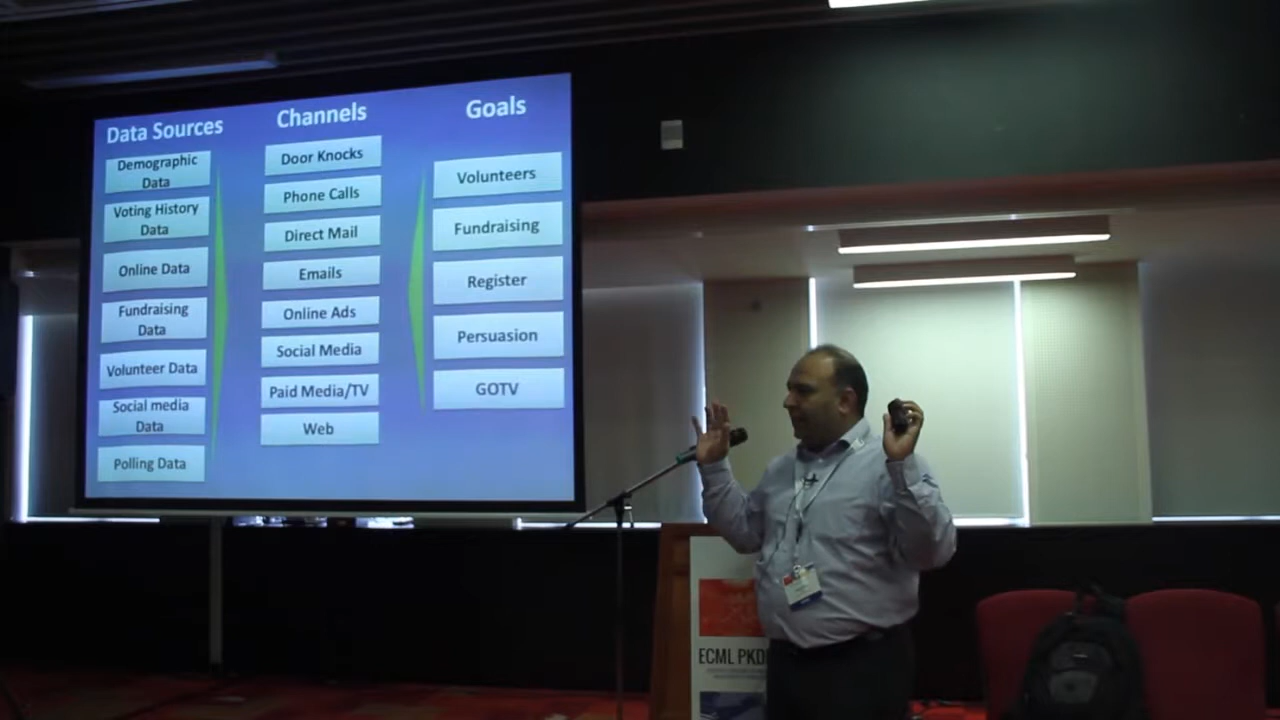 Data Sources
Demographic
Data
Voting History
Data
Online Data
Fundraising
Data
Volunteer Data
Social media
Data
Polling Data
Channels
Door Knocks
Phone Calls
Direct Mail
Emails
Online Ads
Social Media
Paid Media/TV
Web
Goals
Volunteers
Fundraising
Register
Persuasion
GOTV
ECML PKD